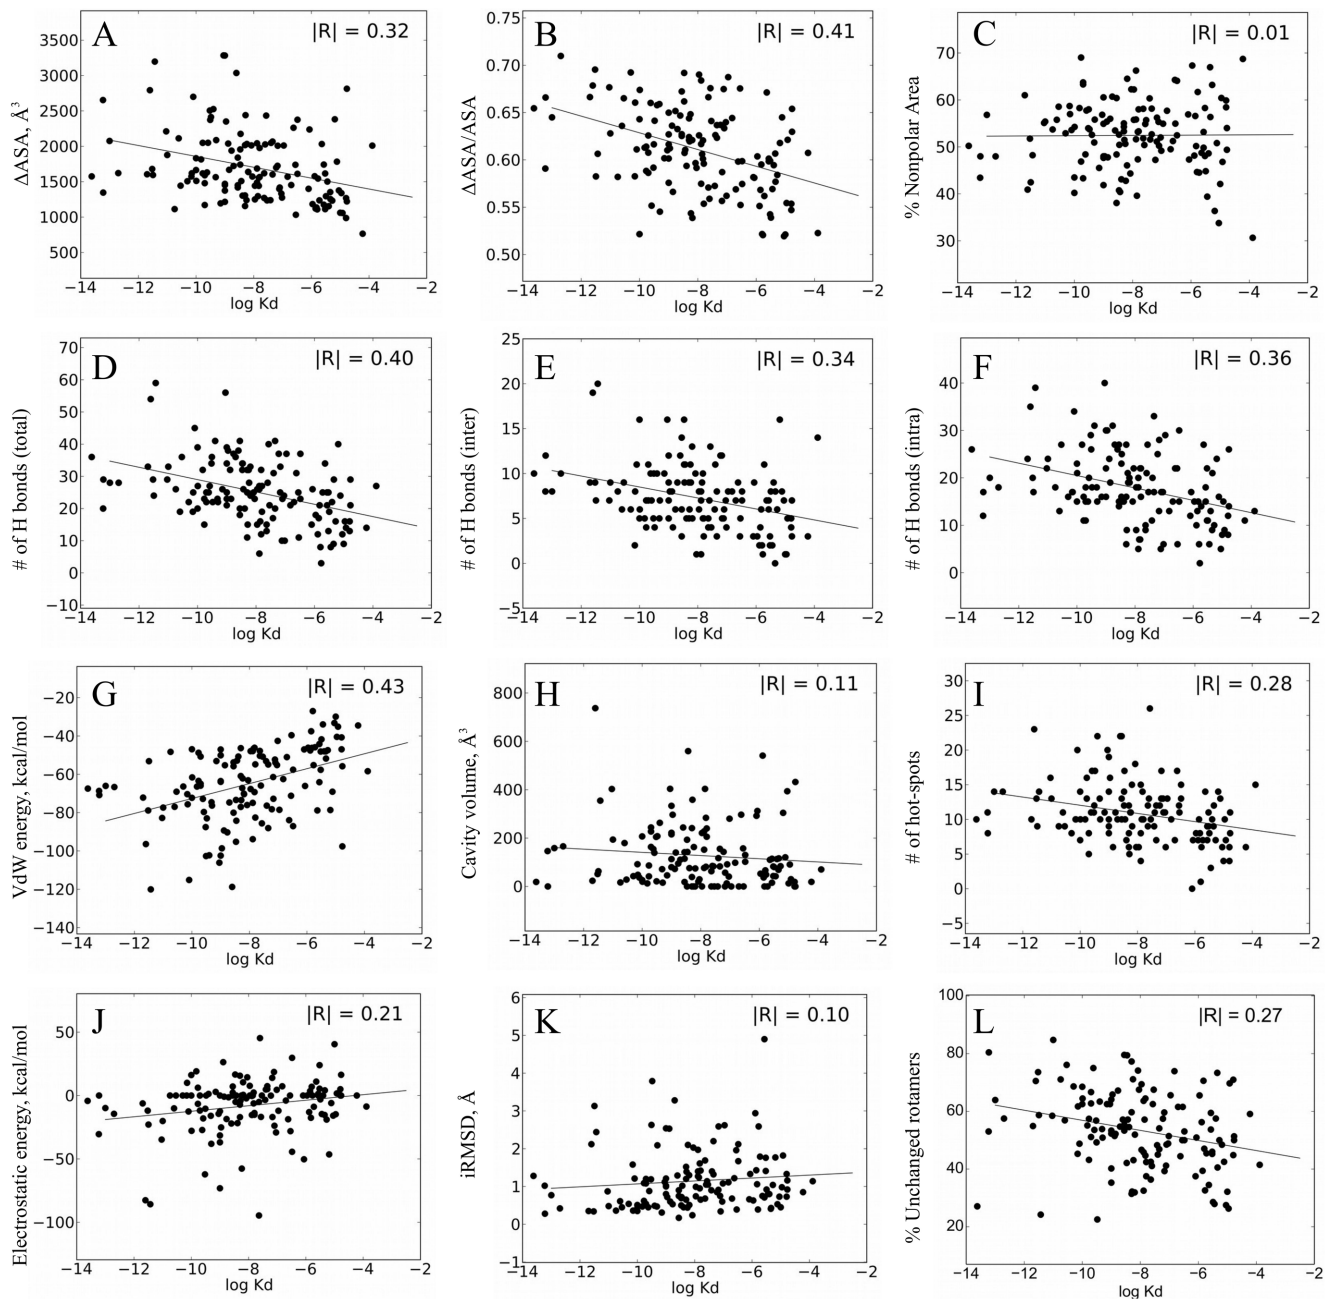 A
|R| = 0.32
ΔASA, Å³
3500
3000
2500
2000
1500
1000
500
−14 −12 −10 −8 −6 −4 −2
log Kd
B
|R| = 0.41
ΔASA/ASA
0.75
0.70
0.65
0.60
0.55
0.50
−14 −12 −10 −8 −6 −4 −2
log Kd
C
|R| = 0.01
% Nonpolar Area
70
60
50
40
30
−14 −12 −10 −8 −6 −4 −2
log Kd
D
|R| = 0.40
# of H bonds (total)
70
60
50
40
30
20
10
0
−10
−14 −12 −10 −8 −6 −4 −2
log Kd
E
|R| = 0.34
# of H bonds (inter)
25
20
15
10
5
0
−5
−14 −12 −10 −8 −6 −4 −2
log Kd
F
|R| = 0.36
# of H bonds (intra)
40
30
20
10
0
−14 −12 −10 −8 −6 −4 −2
log Kd
G
|R| = 0.43
VdW energy, kcal/mol
−20
−40
−60
−80
−100
−120
−140
−14 −12 −10 −8 −6 −4 −2
log Kd
H
|R| = 0.11
Cavity volume, Å³
800
600
400
200
0
−14 −12 −10 −8 −6 −4 −2
log Kd
I
|R| = 0.28
# of hot-spots
30
25
20
15
10
5
0
−5
−14 −12 −10 −8 −6 −4 −2
log Kd
J
|R| = 0.21
Electrostatic energy, kcal/mol
50
0
−50
−100
−14 −12 −10 −8 −6 −4 −2
log Kd
K
|R| = 0.10
iRMSD, Å
6
5
4
3
2
1
0
−1
−14 −12 −10 −8 −6 −4 −2
log Kd
L
|R| = 0.27
% Unchanged rotamers
100
80
60
40
20
−14 −12 −10 −8 −6 −4 −2
log Kd